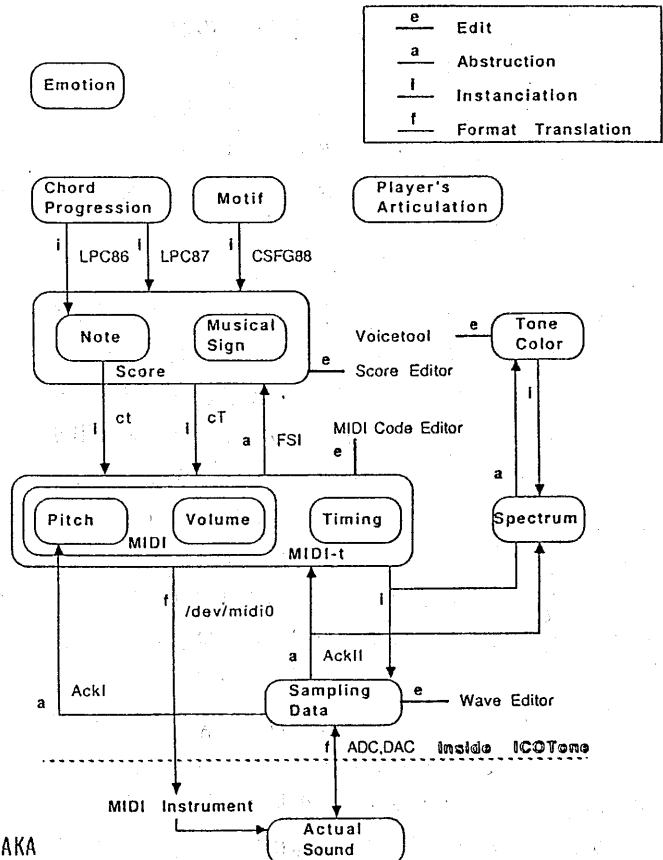 e Edit
a Abstruction
i Instanciation
f Format Translation
Emotion
Chord
Progression
Motif
Player's
Articulation
i LPC86 i LPC87 i CSFG88
Note
Musical
Sign
Score
e Score Editor
Voicetool e
Tone
Color
i ct
i cT
a FSI
MIDI Code Editor
e
i
a
Pitch
Volume
MIDI
Timing
MIDI-t
Spectrum
f /dev/midi0
i
a AckI
a AckII
Sampling
Data
e Wave Editor
f ADC,DAC Inside ICOTone
MIDI Instrument
Actual
Sound
AKA